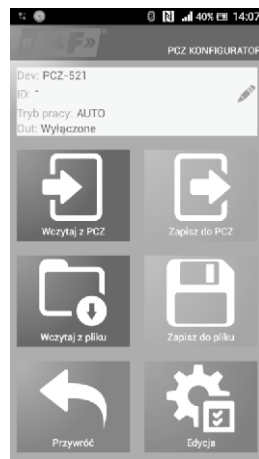 40% 14:07
«F&F»®
PCZ KONFIGURATOR
Dev: PCZ-521
ID: -
Tryb pracy: AUTO
Out: Wyłączone
Wczytaj z PCZ
Zapisz do PCZ
Wczytaj z pliku
Zapisz do pliku
Przywróć
Edycja